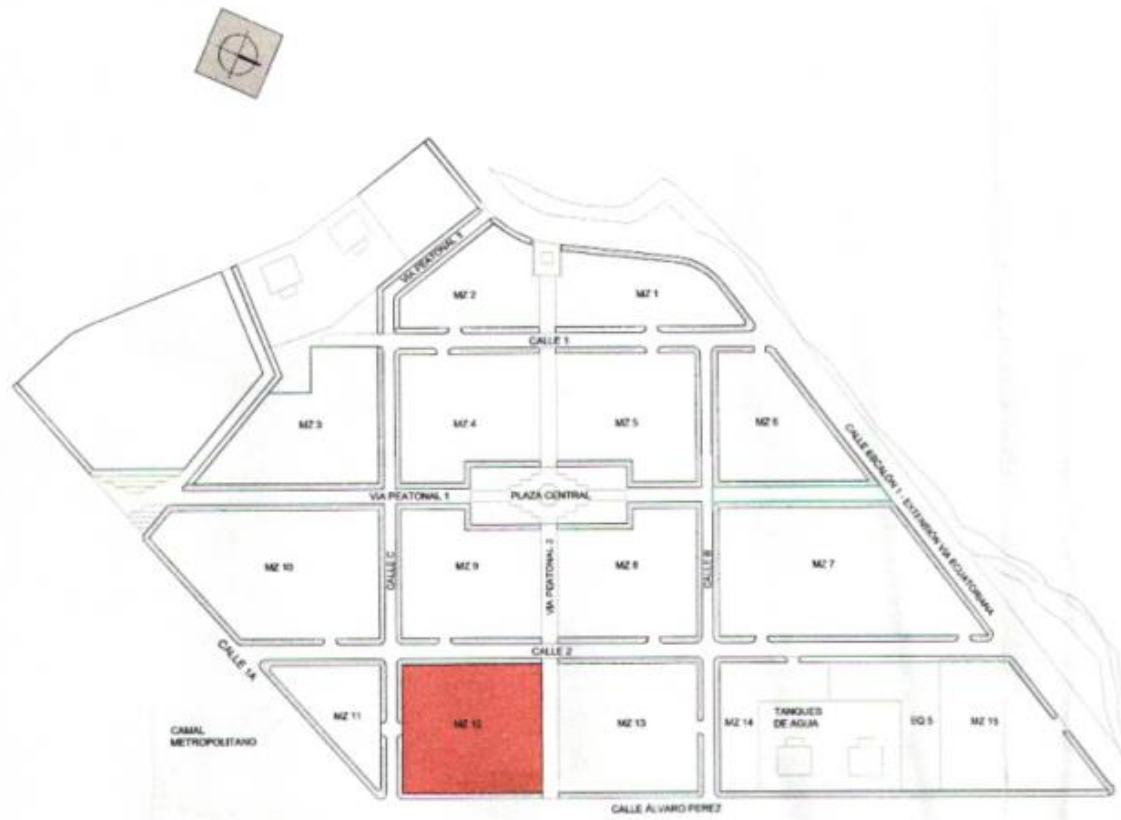 VIA PEATONAL 3
MZ 2
MZ 1
CALLE 1
MZ 3
MZ 4
MZ 5
MZ 6
CALLE ESCALÓN 1 - EXTENSIÓN VIA ECUATORIANA
VIA PEATONAL 1
PLAZA CENTRAL
MZ 10
CALLE C
MZ 9
VIA PEATONAL 2
MZ 8
CALLE B
MZ 7
CALLE 1A
CALLE 2
MZ 11
MZ 12
MZ 13
MZ 14
TANQUES
DE AGUA
EQ 5
MZ 15
CAMAL
METROPOLITANO
CALLE ÁLVARO PEREZ